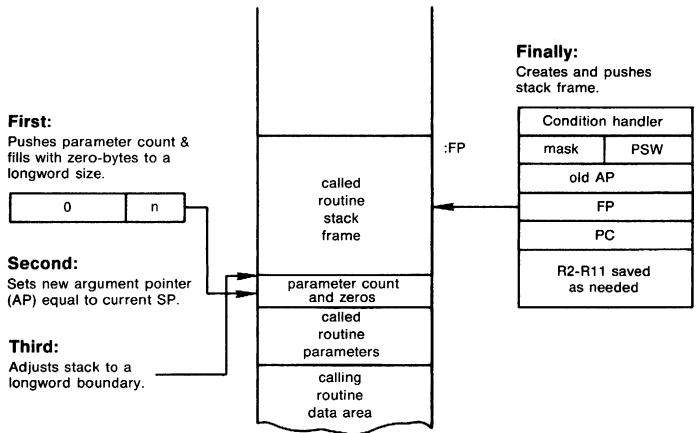 First:
Pushes parameter count &
fills with zero-bytes to a
longword size.
0 n
Second:
Sets new argument pointer
(AP) equal to current SP.
Third:
Adjusts stack to a
longword boundary.
called
routine
stack
frame
parameter count
and zeros
called
routine
parameters
calling
routine
data area
:FP
Finally:
Creates and pushes
stack frame.
Condition handler
mask PSW
old AP
FP
PC
R2-R11 saved
as needed